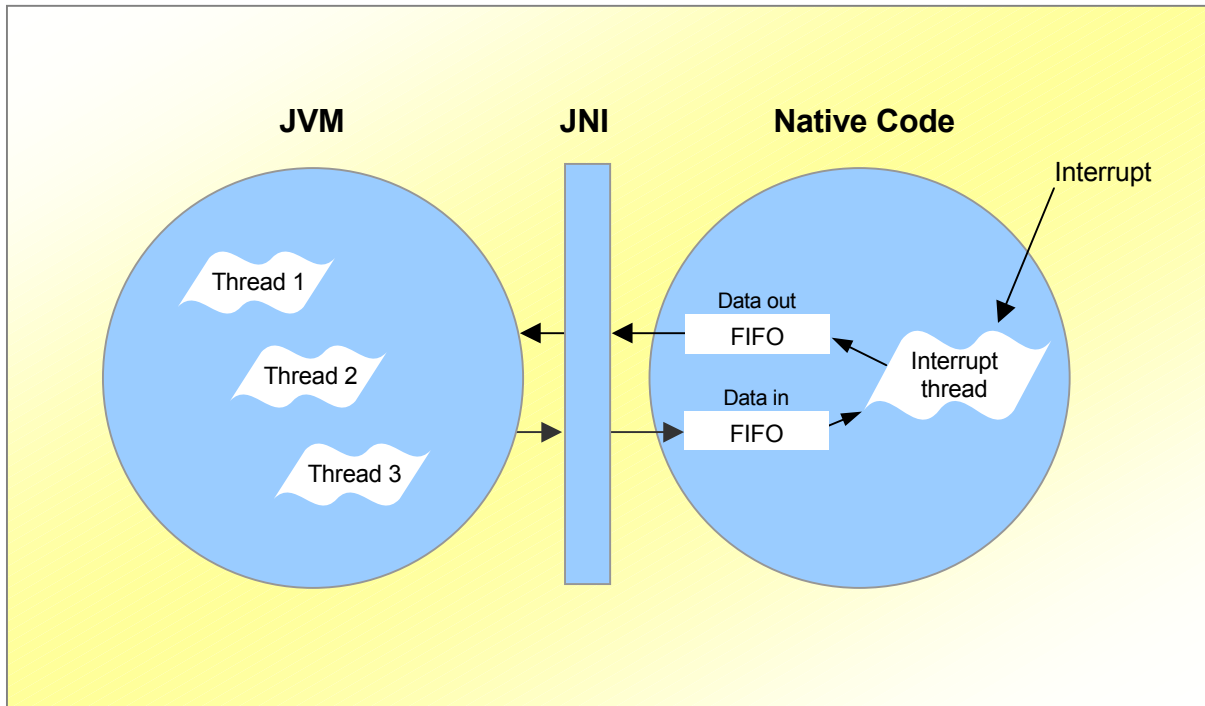 JVM
JNI
Native Code
Interrupt
Thread 1
Thread 2
Thread 3
Data out
FIFO
Data in
FIFO
Interrupt
thread